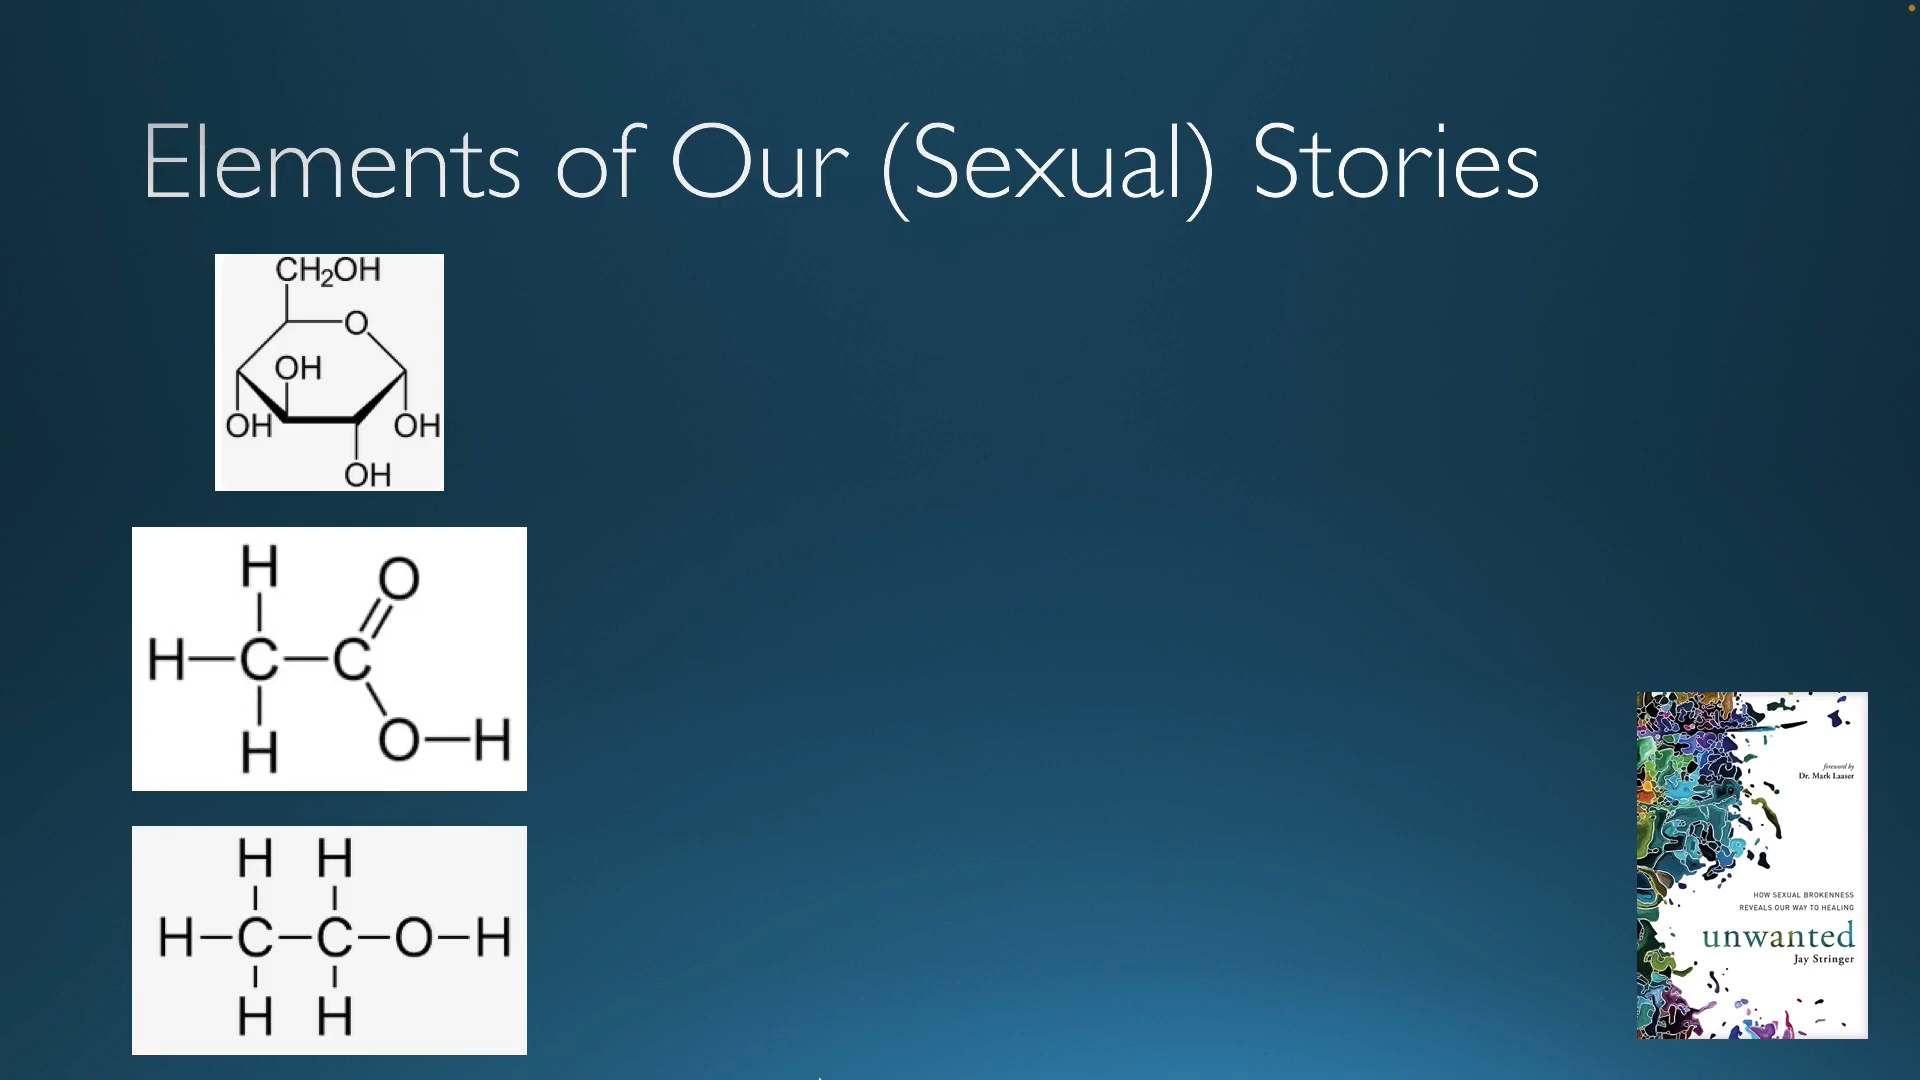 Elements of Our (Sexual) Stories
CH₂OH
O
OH
OH
OH
OH
H
O
H C C
H
O H
H H
H C C O H
H H
foreword by
Dr. Mark Laaser
HOW SEXUAL BROKENNESS
REVEALS OUR WAY TO HEALING
unwanted
Jay Stringer